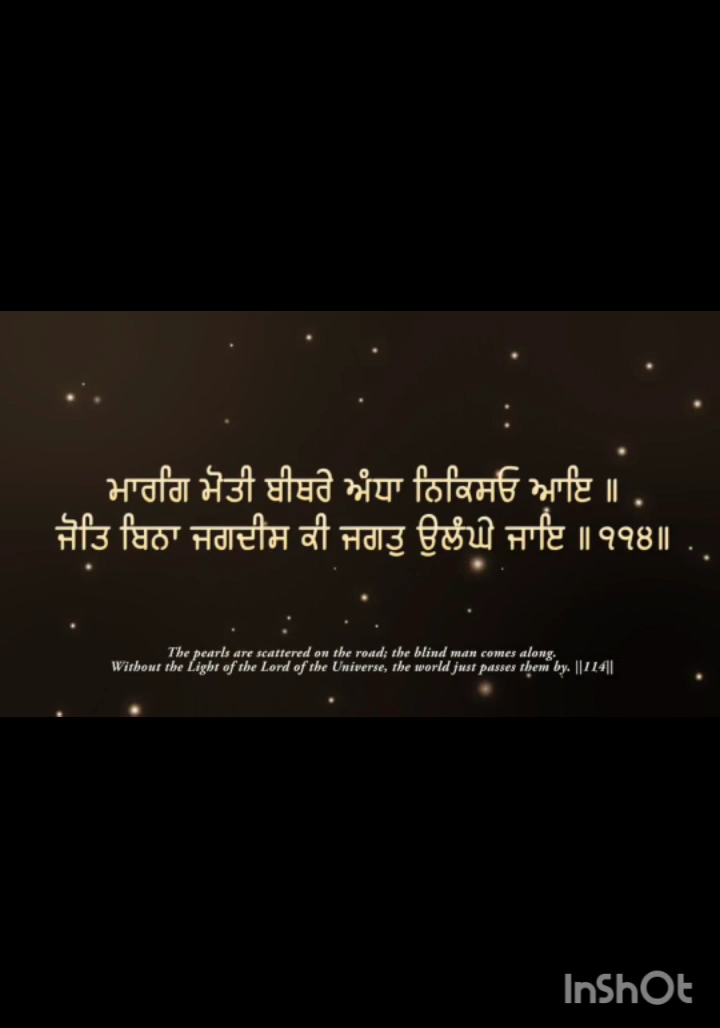 ਮਾਰਗਿ ਮੋਤੀ ਬੀਥਰੇ ਅੰਧਾ ਨਿਕਿਸਓ ਆਇ ॥
ਜੋਤਿ ਬਿਨਾ ਜਗਦੀਸ ਕੀ ਜਗਤੁ ਉਲੰਘੇ ਜਾਇ ॥ ੧੧੪॥
The pearls are scattered on the road; the blind man comes along.
Without the Light of the Lord of the Universe, the world just passes them by. ||114||
InShOt